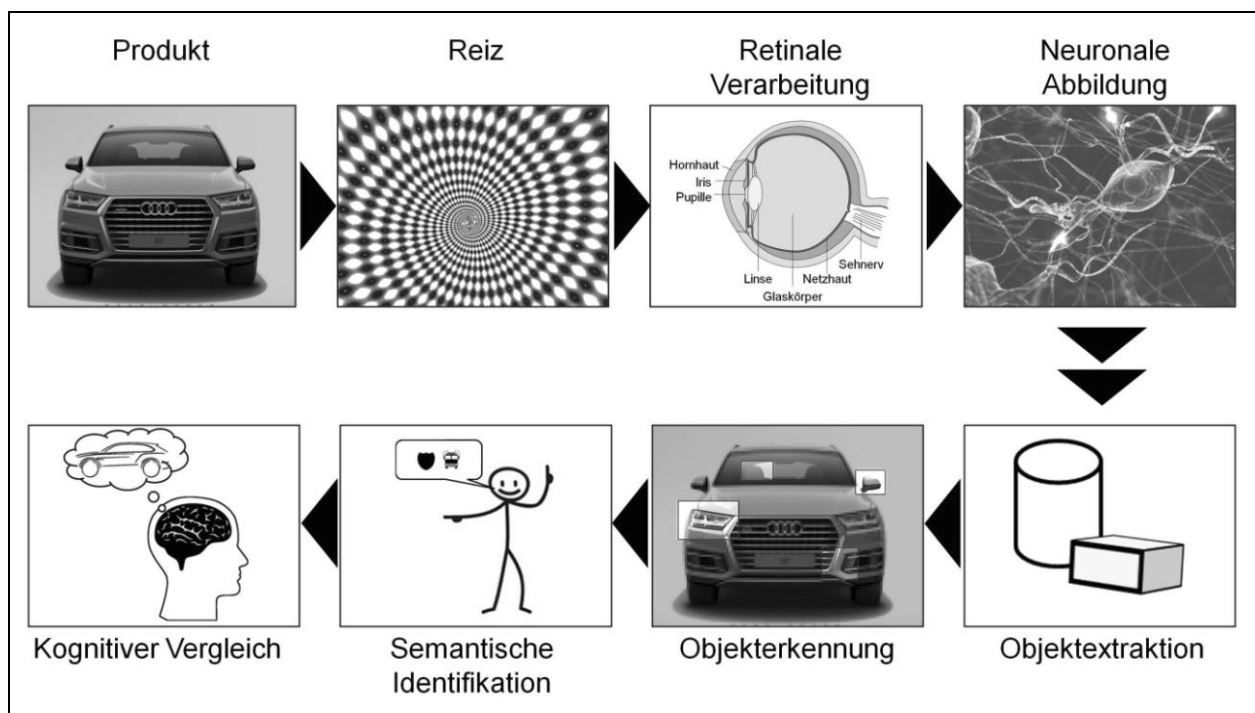 Produkt
Reiz
Retinale
Verarbeitung
Neuronale
Abbildung
Hornhaut
Iris
Pupille
Linse
Glaskörper
Netzhaut
Sehnerv
Kognitiver Vergleich
Semantische
Identifikation
Objekterkennung
Objektextraktion